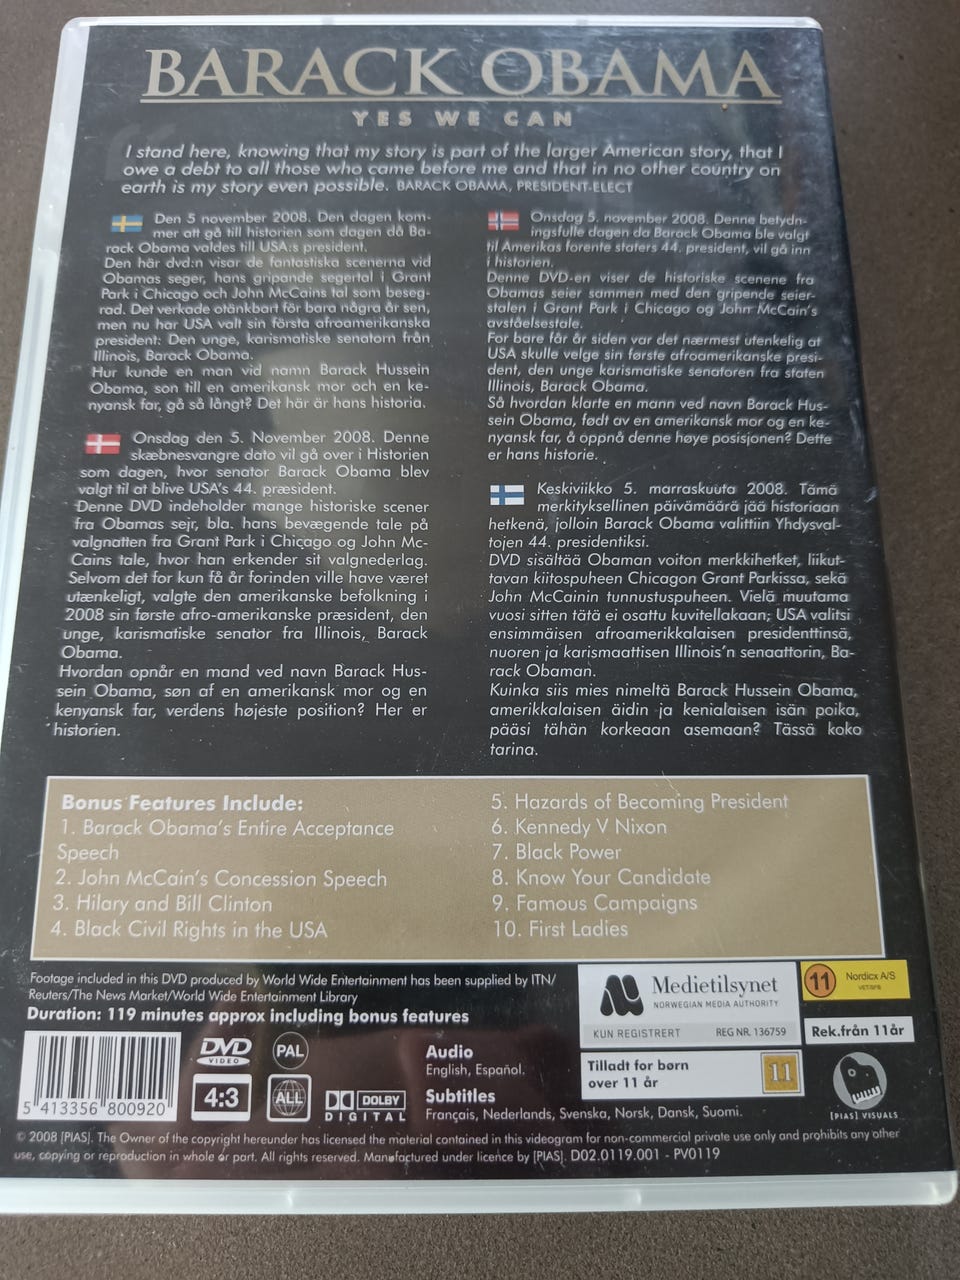 BARACK OBAMA
YES WE CAN
I stand here, knowing that my story is part of the larger American story, that I
owe a debt to all those who came before me and that in no other country on
earth is my story even possible. BARACK OBAMA, PRESIDENT-ELECT
Den 5 november 2008. Den dagen kom-
mer att gå till historien som dagen då Ba-
rack Obama valdes till USA:s president.
Den här dvd:n visar de fantastiska scenerna vid
Obamas seger, hans gripande segertal i Grant
Park i Chicago och John McCains tal som beseg-
rad. Det verkade otänkbart för bara några år sen,
men nu har USA valt sin första afroamerikanska
president: Den unge, karismatiske senatorn från
Illinois, Barack Obama.
Hur kunde en man vid namn Barack Hussein
Obama, son till en amerikansk mor och en ke-
nyansk far, gå så långt? Det här är hans historia.
Onsdag den 5. November 2008. Denne
skæbnesvangre dato vil gå over i Historien
som dagen, hvor senator Barack Obama blev
valgt til at blive USA's 44. præsident.
Denne DVD indeholder mange historiske scener
fra Obamas sejr, bla. hans bevægende tale på
valgnatten fra Grant Park i Chicago og John Mc-
Cains tale, hvor han erkender sit valgnederlag.
Selvom det for kun få år forinden ville have været
utænkeligt, valgte den amerikanske befolkning i
2008 sin første afro-amerikanske præsident, den
unge, karismatiske senator fra Illinois, Barack
Obama.
Hvordan opnår en mand ved navn Barack Hus-
sein Obama, søn af en amerikansk mor og en
kenyansk far, verdens højeste position? Her er
historien.
Onsdag 5. november 2008. Denne betydn-
ingsfulle dagen da Barack Obama ble valgt
til Amerikas forente staters 44. president, vil gå inn
i historien.
Denne DVD-en viser de historiske scenene fra
Obamas seier sammen med den gripende seier-
stalen i Grant Park i Chicago og John McCain's
avståelsestale.
For bare får år siden var det nærmest utenkelig at
USA skulle velge sin første afroamerikanske presi-
dent, den unge karismatiske senatoren fra staten
Illinois, Barack Obama.
Så hvordan klarte en mann ved navn Barack Hus-
sein Obama, født av en amerikansk mor og en ke-
nyansk far, å oppnå denne høye posisjonen? Dette
er hans historie.
Keskiviikko 5. marraskuuta 2008. Tämä
merkityksellinen päivämäärä jää historiaan
hetkenä, jolloin Barack Obama valittiin Yhdysval-
tojen 44. presidentiksi.
DVD sisältää Obaman voiton merkkihetket, liikut-
tavan kiitospuheen Chicagon Grant Parkissa, sekä
John McCainin tunnustuspuheen. Vielä muutama
vuosi sitten tätä ei osattu kuvitellakaan; USA valitsi
ensimmäisen afroamerikkalaisen presidenttinsä,
nuoren ja karismaattisen Illinois'n senaattorin, Ba-
rack Obaman.
Kuinka siis mies nimeltä Barack Hussein Obama,
amerikkalaisen äidin ja kenialaisen isän poika,
pääsi tähän korkeaan asemaan? Tässä koko
tarina.
Bonus Features Include:
1. Barack Obama's Entire Acceptance
Speech
2. John McCain's Concession Speech
3. Hilary and Bill Clinton
4. Black Civil Rights in the USA
5. Hazards of Becoming President
6. Kennedy V Nixon
7. Black Power
8. Know Your Candidate
9. Famous Campaigns
10. First Ladies
Footage included in this DVD produced by World Wide Entertainment has been supplied by ITN/
Reuters/The News Market/World Wide Entertainment Library
Duration: 119 minutes approx including bonus features
Medietilsynet
NORWEGIAN MEDIA AUTHORITY
KUN REGISTRERT REG NR. 136759
11 Nordicx A/S
VET/SFB
Rek.från 11år
Tilladt for børn
over 11 år
11
[PIAS] VISUALS
5 413356 800920
DVD
VIDEO
PAL
4:3
ALL
DOLBY
DIGITAL
Audio
English, Español.
Subtitles
Français, Nederlands, Svenska, Norsk, Dansk, Suomi.
© 2008 [PIAS]. The Owner of the copyright hereunder has licensed the material contained in this videogram for non-commercial private use only and prohibits any other
use, copying or reproduction in whole or part. All rights reserved. Manufactured under licence by [PIAS]. D02.0119.001 - PV0119